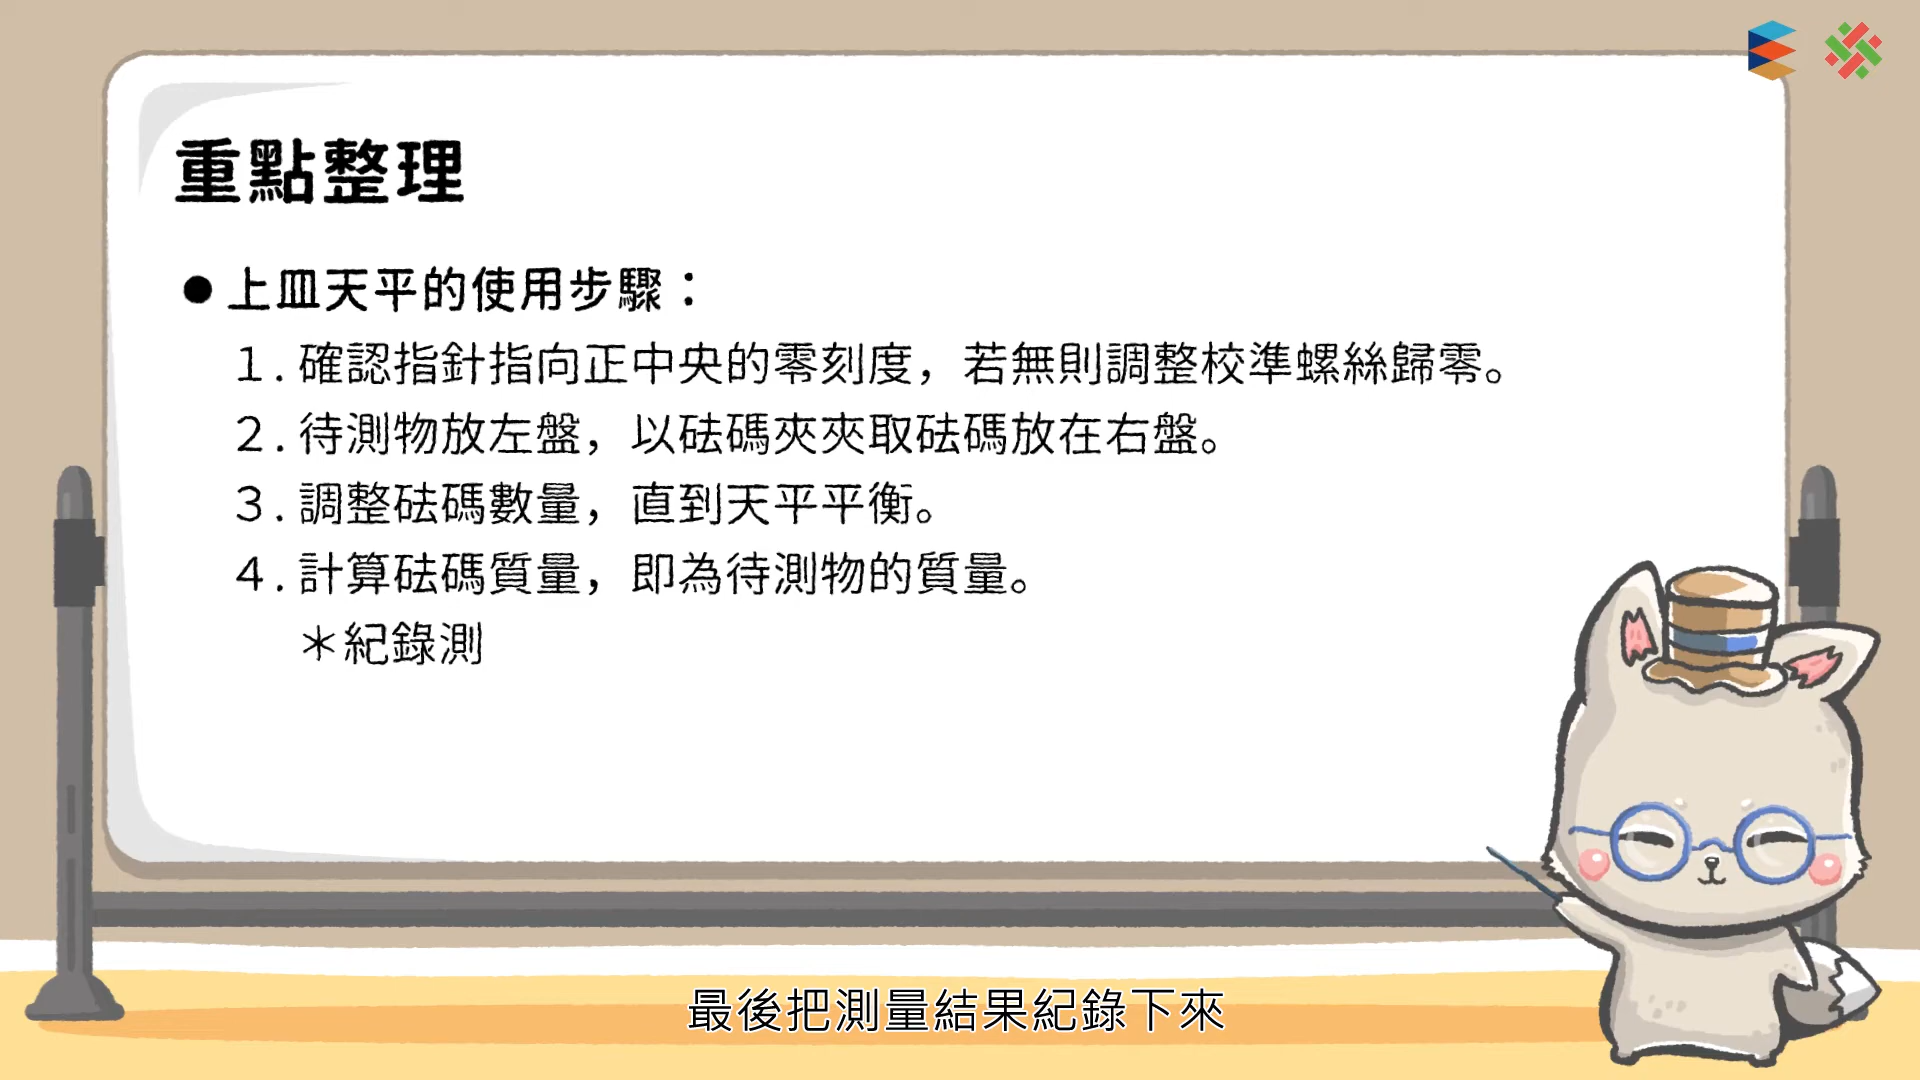 重點整理
●上皿天平的使用步驟：
1.確認指針指向正中央的零刻度，若無則調整校準螺絲歸零。
2.待測物放左盤，以砝碼夾夾取砝碼放在右盤。
3.調整砝碼數量，直到天平平衡。
4.計算砝碼質量，即為待測物的質量。
＊紀錄測
最後把測量結果紀錄下來